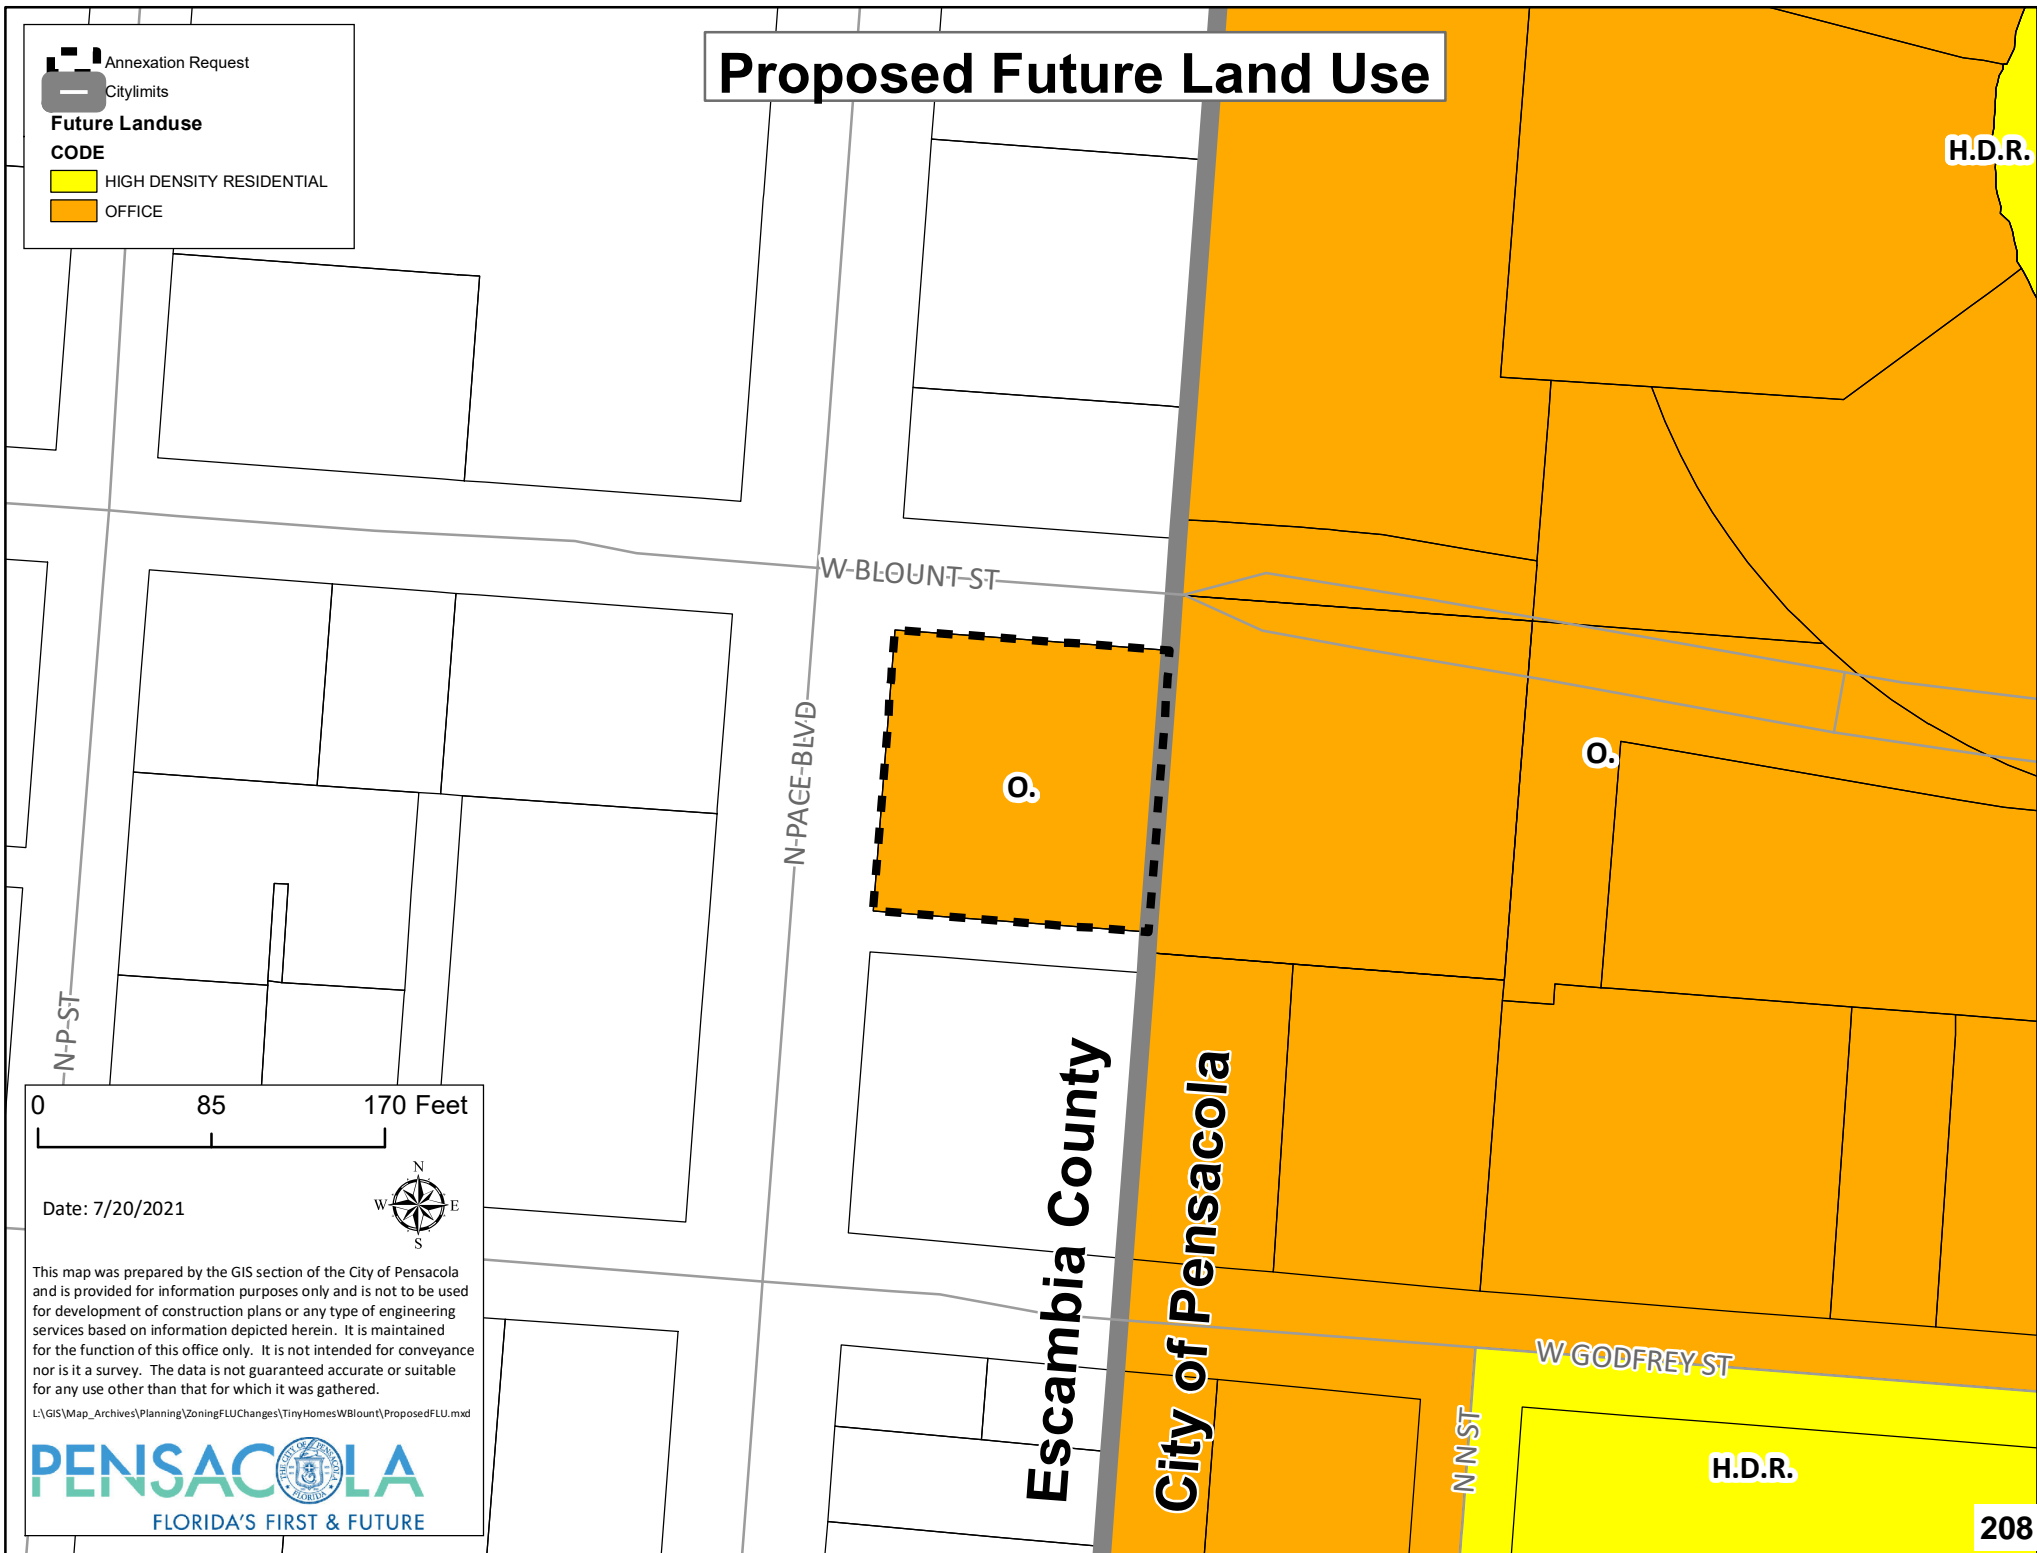 Proposed Future Land Use
Annexation Request
Citylimits
Future Landuse
CODE
HIGH DENSITY RESIDENTIAL
OFFICE
H.D.R.
W BLOUNT ST
N PACE BLVD
O.
O.
N P ST
Escambia County
City of Pensacola
W GODFREY ST
N N ST
H.D.R.
0 85 170 Feet
N
W E
S
Date: 7/20/2021
This map was prepared by the GIS section of the City of Pensacola
and is provided for information purposes only and is not to be used
for development of construction plans or any type of engineering
services based on information depicted herein. It is maintained
for the function of this office only. It is not intended for conveyance
nor is it a survey. The data is not guaranteed accurate or suitable
for any use other than that for which it was gathered.
L:\GIS\Map_Archives\Planning\ZoningFLUChanges\TinyHomesWBlount\ProposedFLU.mxd
PENSACOLA
THE CITY OF PENSACOLA
FLORIDA
FLORIDA'S FIRST & FUTURE
208